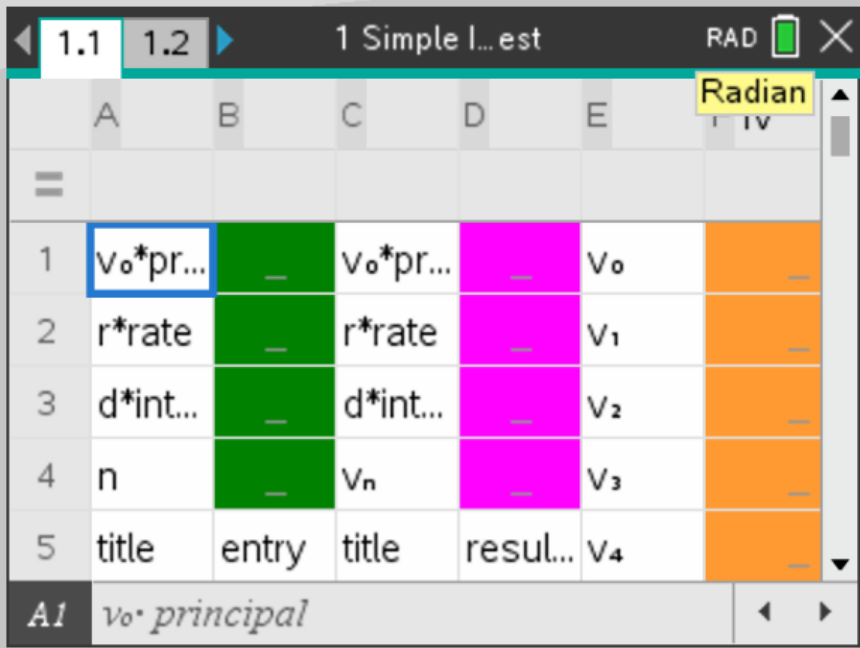 1.1 1.2 1 Simple I...est RAD
Radian
A B C D E
=
1 v₀*pr... _ v₀*pr... _ v₀ _
2 r*rate _ r*rate _ v₁ _
3 d*int... _ d*int... _ v₂ _
4 n _ vₙ _ v₃ _
5 title entry title resul... v₄ _
A1 v₀· principal